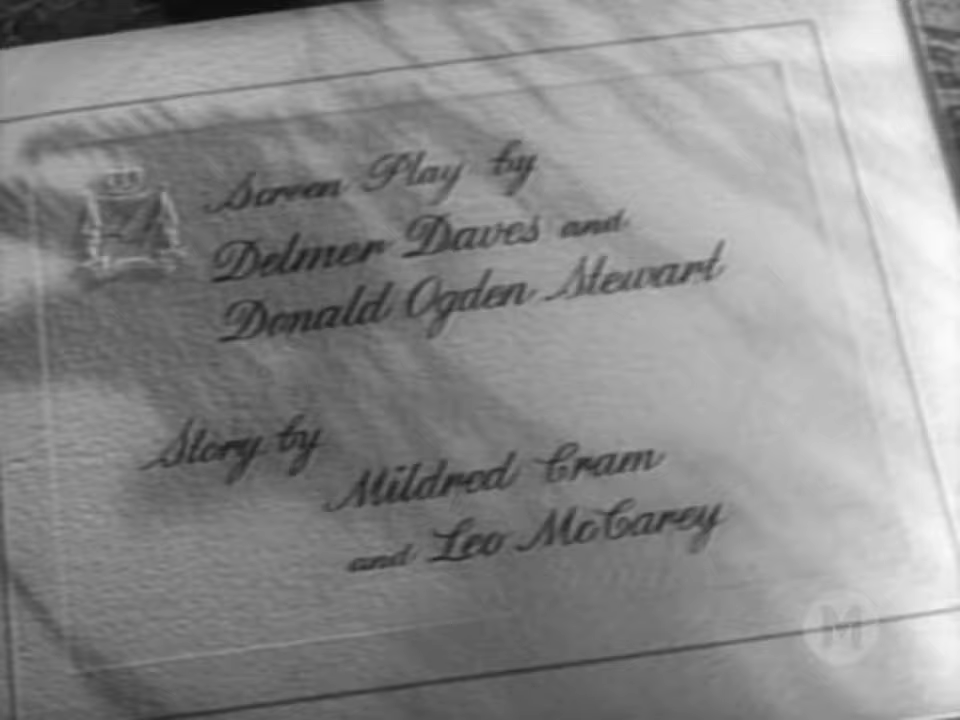 Screen Play by
Delmer Daves and
Donald Ogden Stewart
Story by
Mildred Cram
and Leo McCarey
M